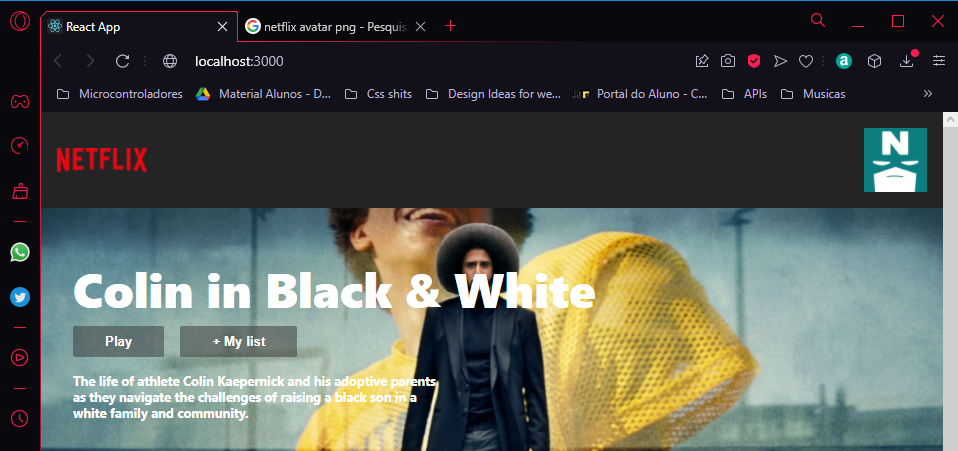 React App
netflix avatar png - Pesquis
localhost:3000
Microcontroladores
Material Alunos - D...
Css shits
Design Ideas for we...
Portal do Aluno - C...
APIs
Musicas
NETFLIX
N
Colin in Black & White
Play
+ My list
The life of athlete Colin Kaepernick and his adoptive parents
as they navigate the challenges of raising a black son in a
white family and community.